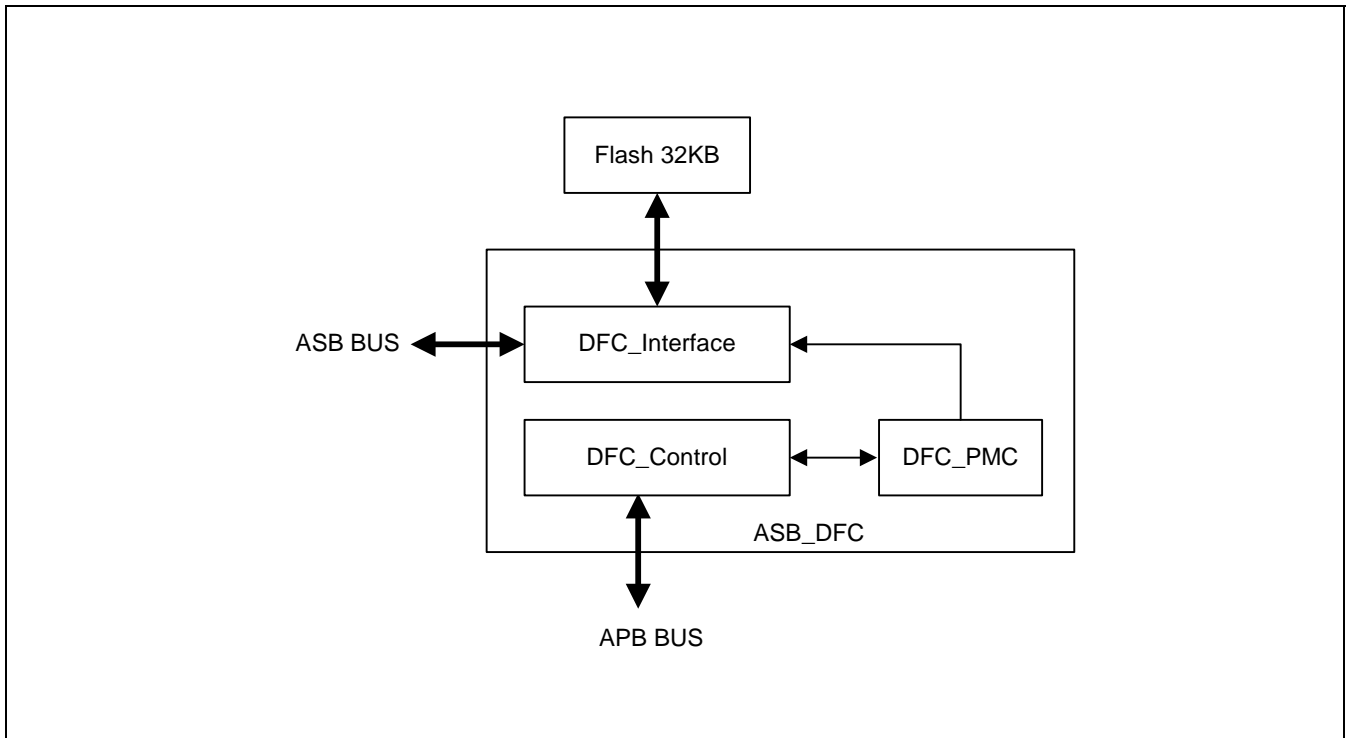 Flash 32KB
ASB BUS
DFC_Interface
DFC_Control
DFC_PMC
ASB_DFC
APB BUS